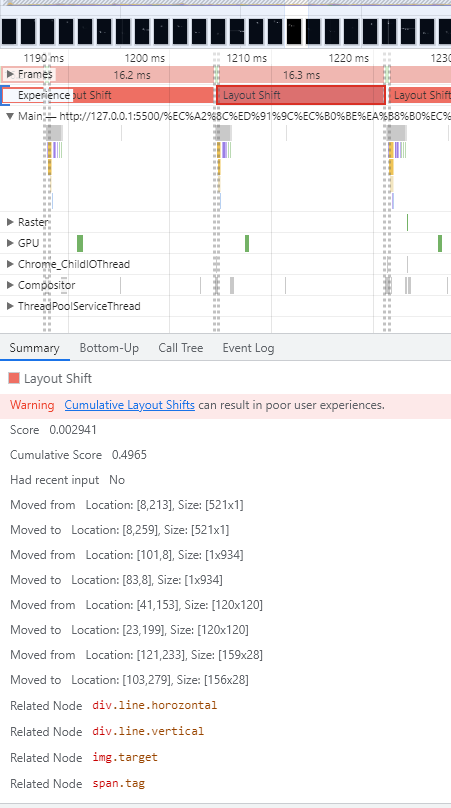 1190 ms 1200 ms 1210 ms 1220 ms 1230
Frames 16.2 ms 16.3 ms
Experience out Shift Layout Shift Layout Shift
Main — http://127.0.0.1:5500/%EC%A2%8C%ED%91%9C%EC%B0%BE%EA%B8%B0%EC%
Raster
GPU
Chrome_ChildIOThread
Compositor
ThreadPoolServiceThread
Summary Bottom-Up Call Tree Event Log
Layout Shift
Warning Cumulative Layout Shifts can result in poor user experiences.
Score 0.002941
Cumulative Score 0.4965
Had recent input No
Moved from Location: [8,213], Size: [521x1]
Moved to Location: [8,259], Size: [521x1]
Moved from Location: [101,8], Size: [1x934]
Moved to Location: [83,8], Size: [1x934]
Moved from Location: [41,153], Size: [120x120]
Moved to Location: [23,199], Size: [120x120]
Moved from Location: [121,233], Size: [159x28]
Moved to Location: [103,279], Size: [156x28]
Related Node div.line.horozontal
Related Node div.line.vertical
Related Node img.target
Related Node span.tag